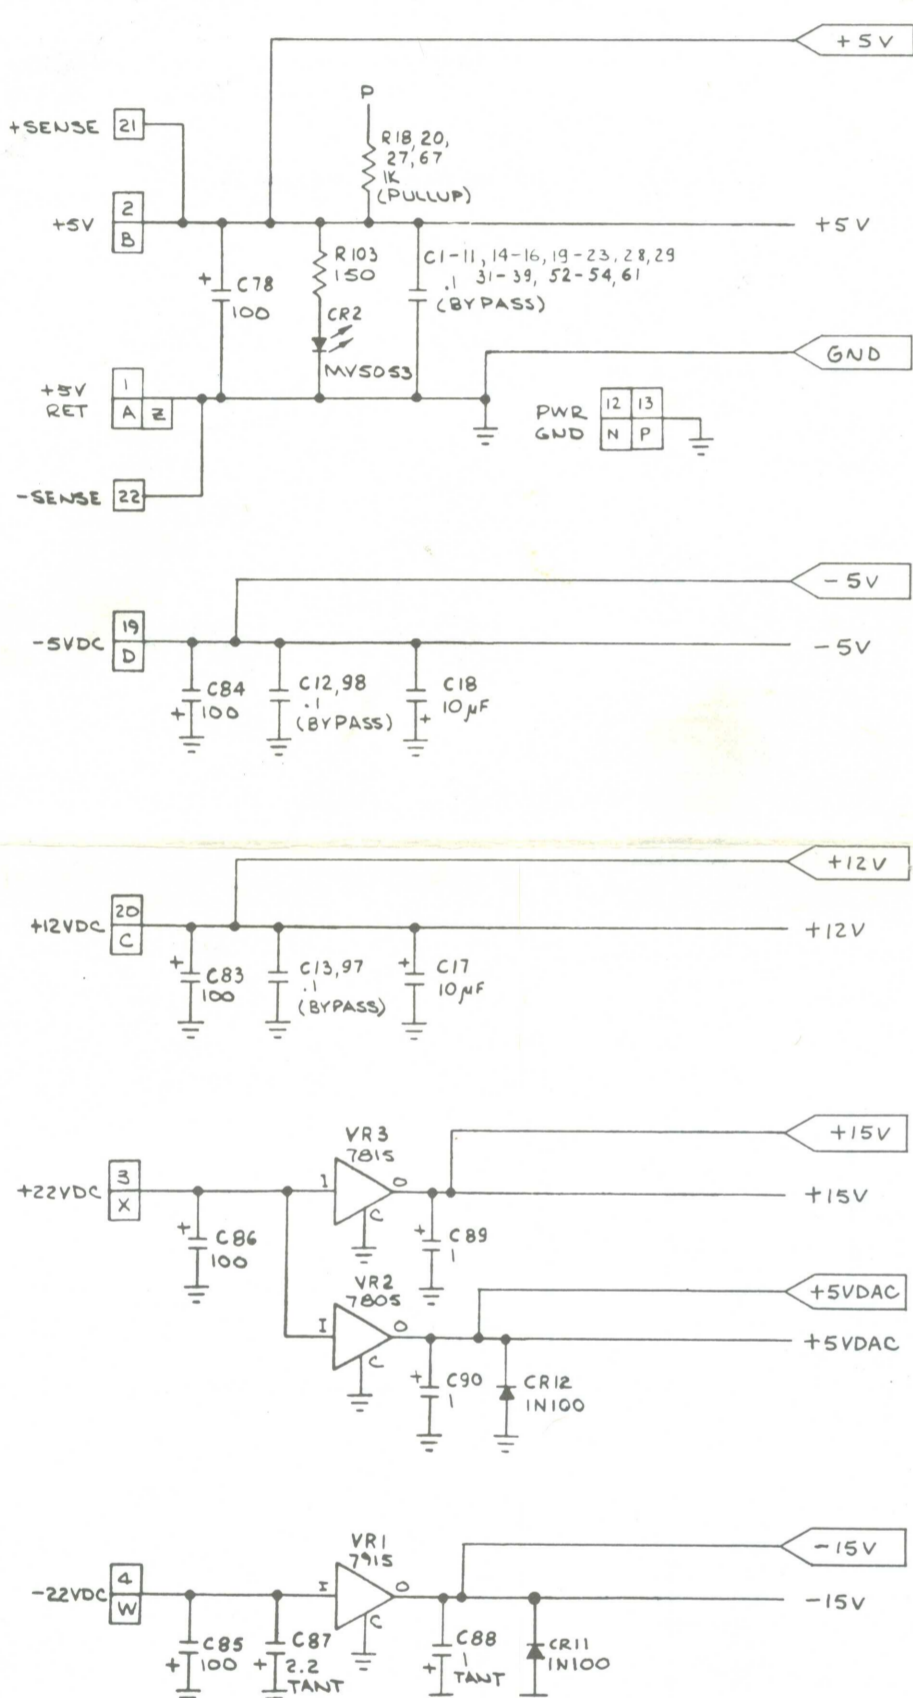 +5V
+SENSE 21
P
R18, 20,
27, 67
1K
(PULLUP)
+5V 2
B
+5V
C78
100
+
R103
150
CR2
MV5053
C1-11, 14-16, 19-23, 28, 29
.1 31-39, 52-54, 61
(BYPASS)
GND
+5V
RET
1
A Z
PWR
GND
12 13
N P
-SENSE 22
-5V
-5VDC 19
D
-5V
C84
+ 100
C12, 98
.1
(BYPASS)
C18
10µF
+
+12V
+12VDC 20
C
+12V
+ C83
100
C13, 97
.1
(BYPASS)
+ C17
10µF
+15V
VR3
7815
+22VDC 3
X
I O
C
+15V
+ C86
100
+ C89
1
+5VDAC
VR2
7805
I O
C
+5VDAC
+ C90
1
CR12
1N100
-15V
VR1
7915
-22VDC 4
W
I O
C
-15V
C85
+ 100
C87
+ 2.2
TANT
C88
1
+ TANT
CR11
1N100